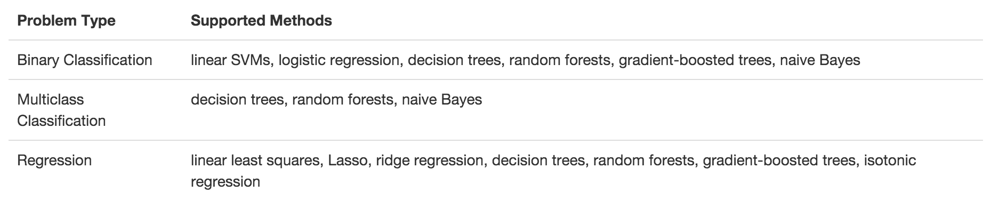 Problem Type Supported Methods
Binary Classification linear SVMs, logistic regression, decision trees, random forests, gradient-boosted trees, naive Bayes
Multiclass decision trees, random forests, naive Bayes
Classification
Regression linear least squares, Lasso, ridge regression, decision trees, random forests, gradient-boosted trees, isotonic
regression